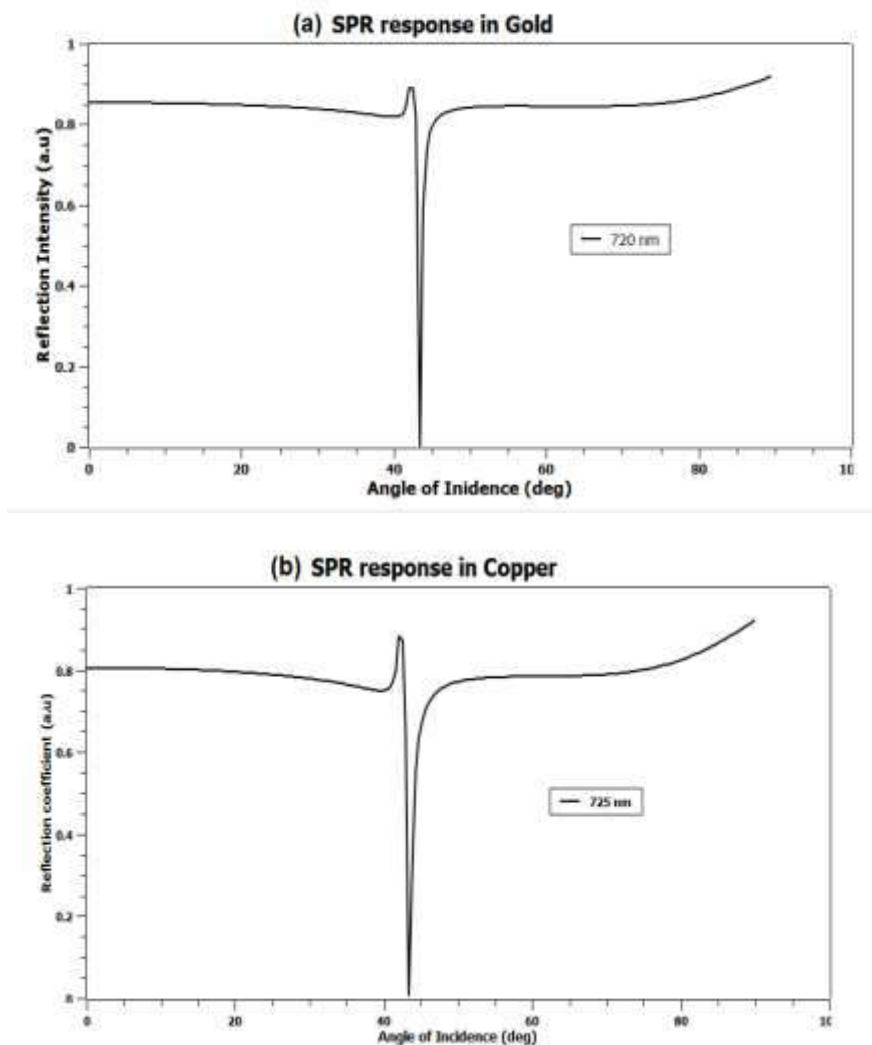 (a) SPR response in Gold
1
0.8
0.6
0.4
0.2
0
Reflection Intensity (a.u)
720 nm
0 20 40 60 80 10
Angle of Inidence (deg)
(b) SPR response in Copper
1
0.8
0.6
0.4
0.2
0
Reflection coefficient (a.u)
725 nm
0 20 40 60 80 10
Angle of Incidence (deg)